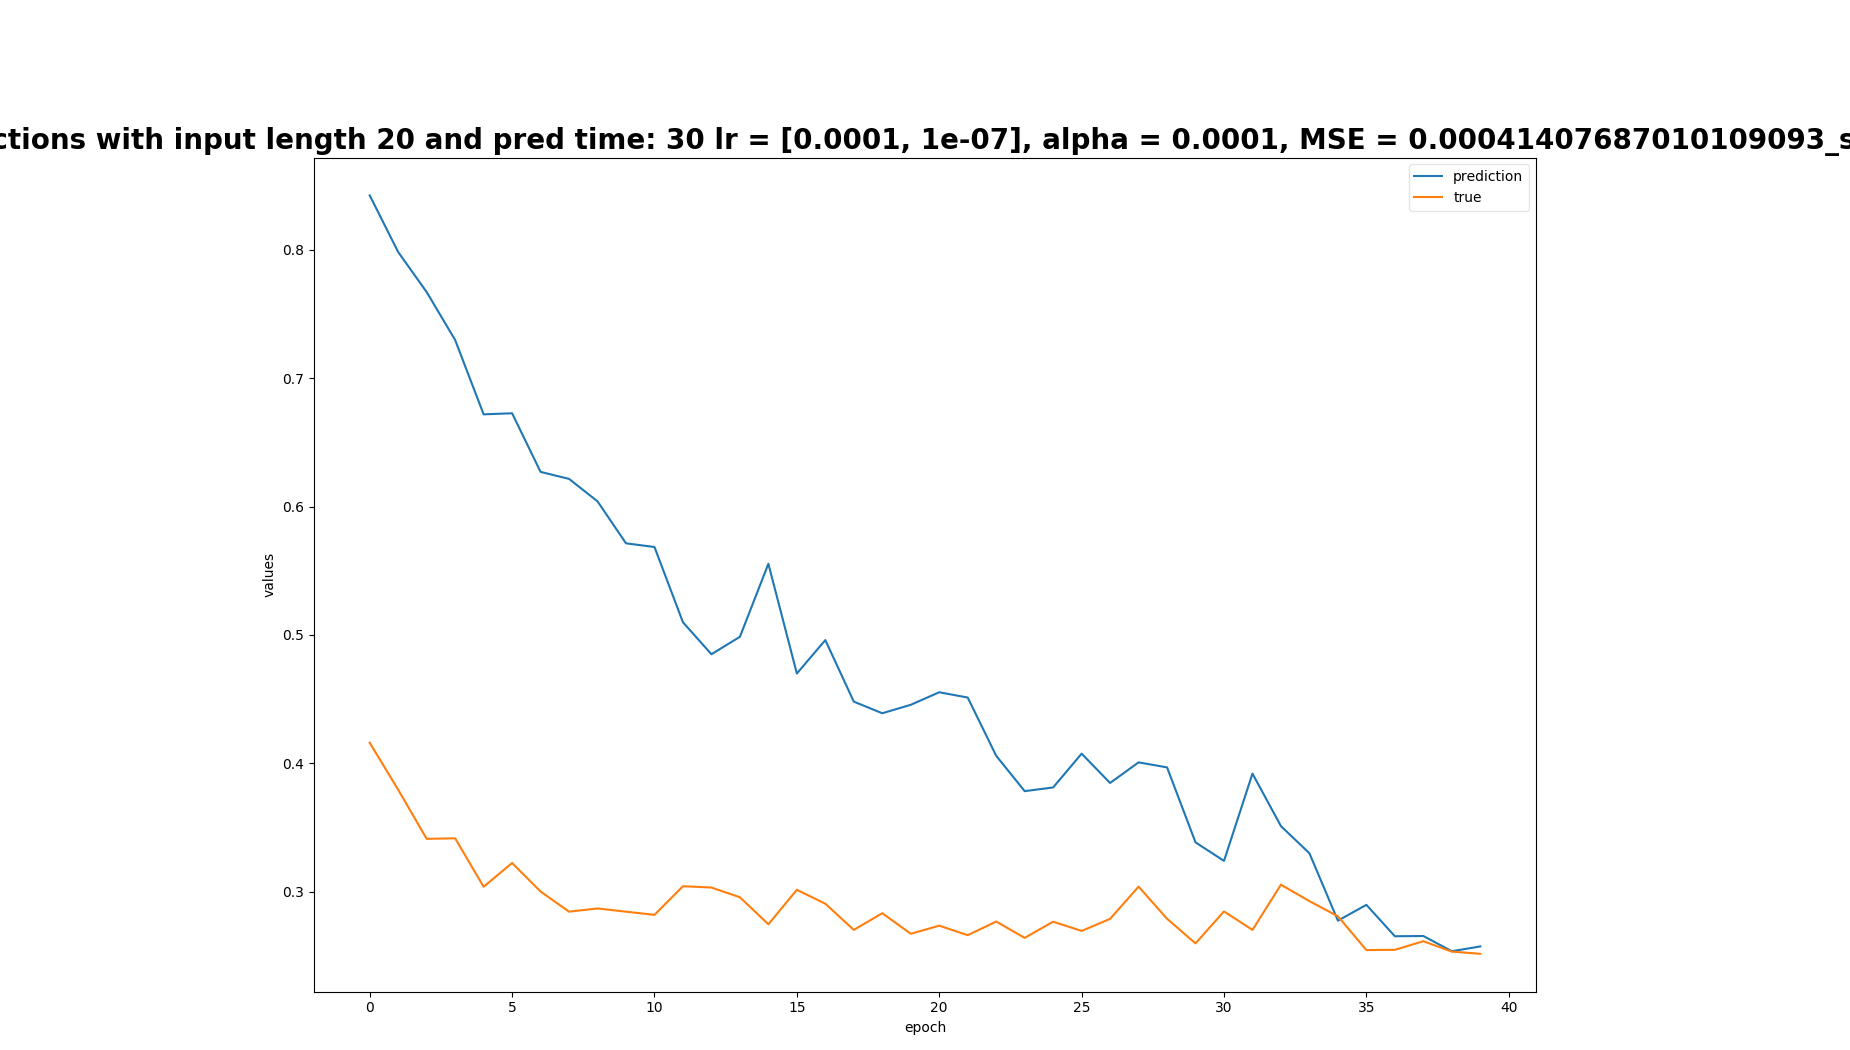 ctions with input length 20 and pred time: 30 lr = [0.0001, 1e-07], alpha = 0.0001, MSE = 0.00041407687010109093_s
prediction
true
0.8
0.7
0.6
0.5
0.4
0.3
values
0 5 10 15 20 25 30 35 40
epoch